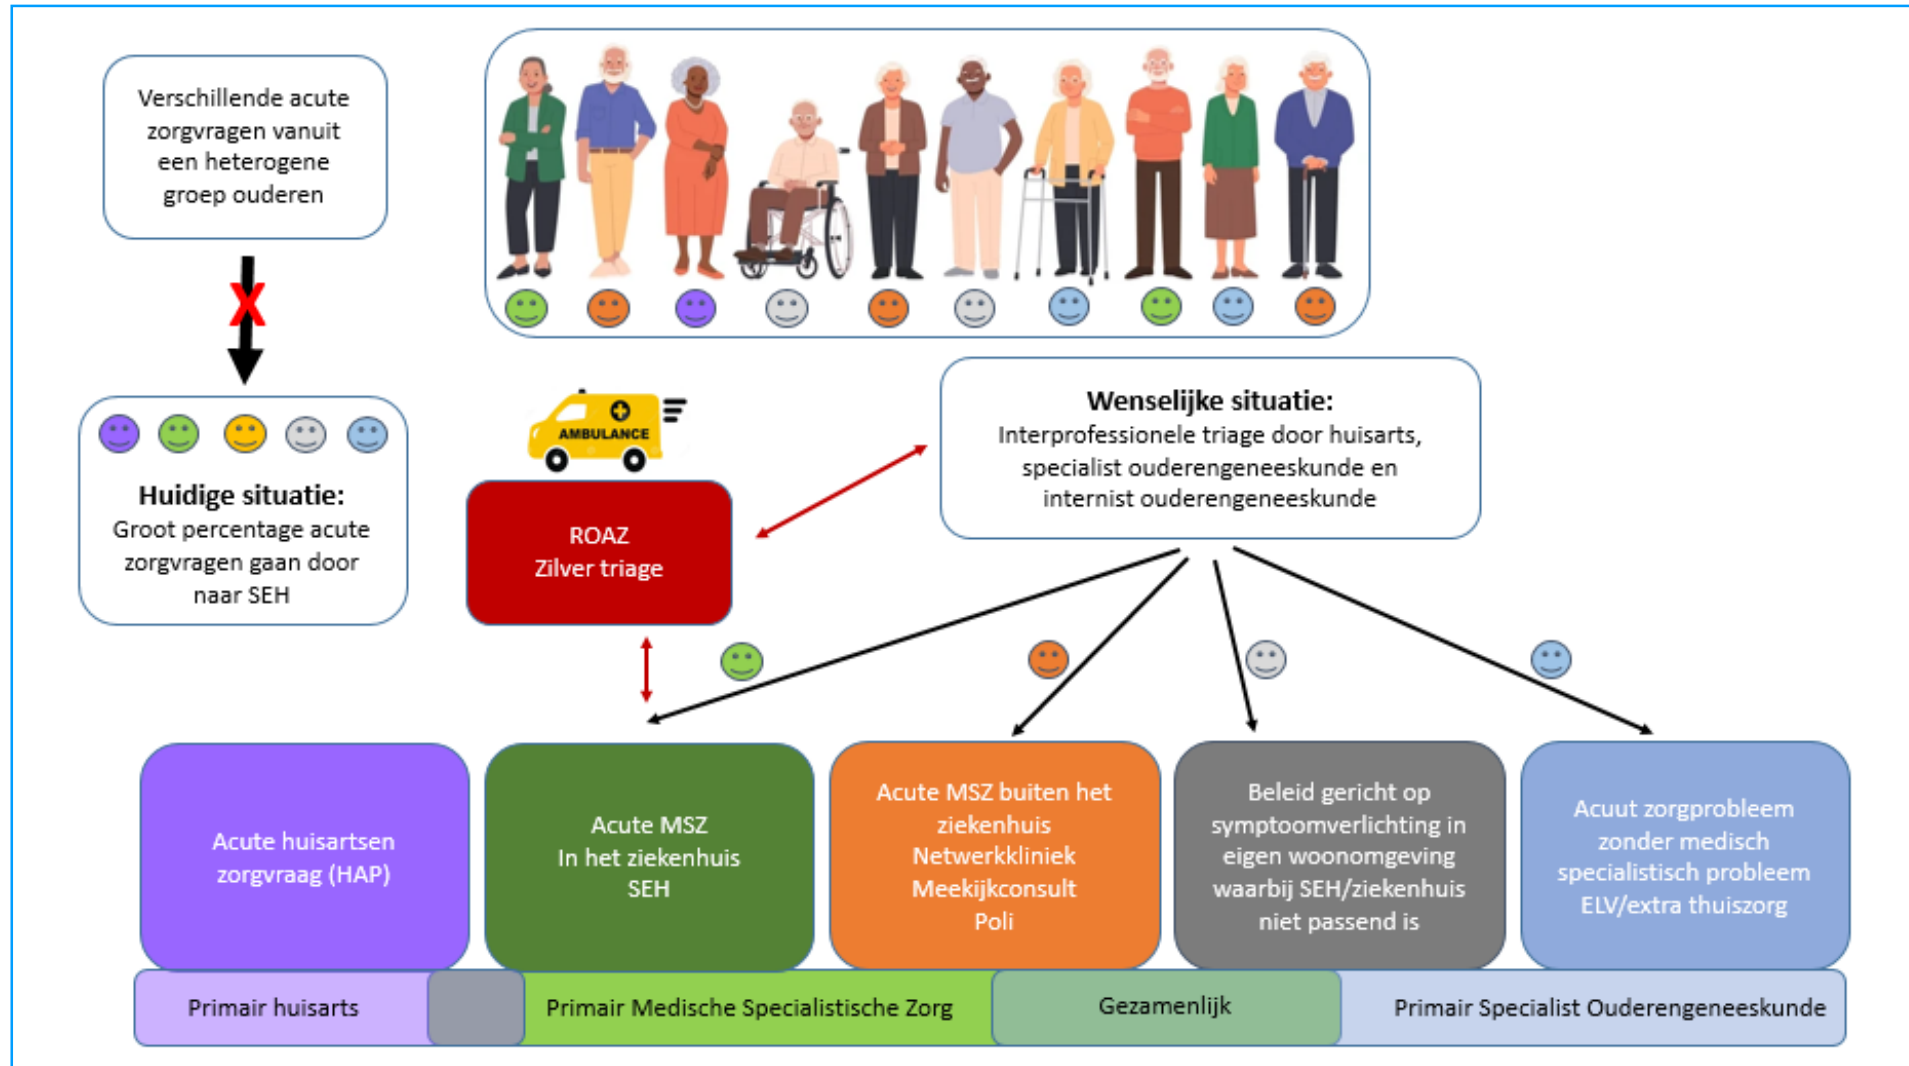 Verschillende acute
zorgvragen vanuit
een heterogene
groep ouderen
X
Huidige situatie:
Groot percentage acute
zorgvragen gaan door
naar SEH
AMBULANCE
ROAZ
Zilver triage
Wenselijke situatie:
Interprofessionele triage door huisarts,
specialist ouderengeneeskunde en
internist ouderengeneeskunde
Acute huisartsen
zorgvraag (HAP)
Acute MSZ
In het ziekenhuis
SEH
Acute MSZ buiten het
ziekenhuis
Netwerkkliniek
Meekijkconsult
Poli
Beleid gericht op
symptoomverlichting in
eigen woonomgeving
waarbij SEH/ziekenhuis
niet passend is
Acuut zorgprobleem
zonder medisch
specialistisch probleem
ELV/extra thuiszorg
Primair huisarts
Primair Medische Specialistische Zorg
Gezamenlijk
Primair Specialist Ouderengeneeskunde